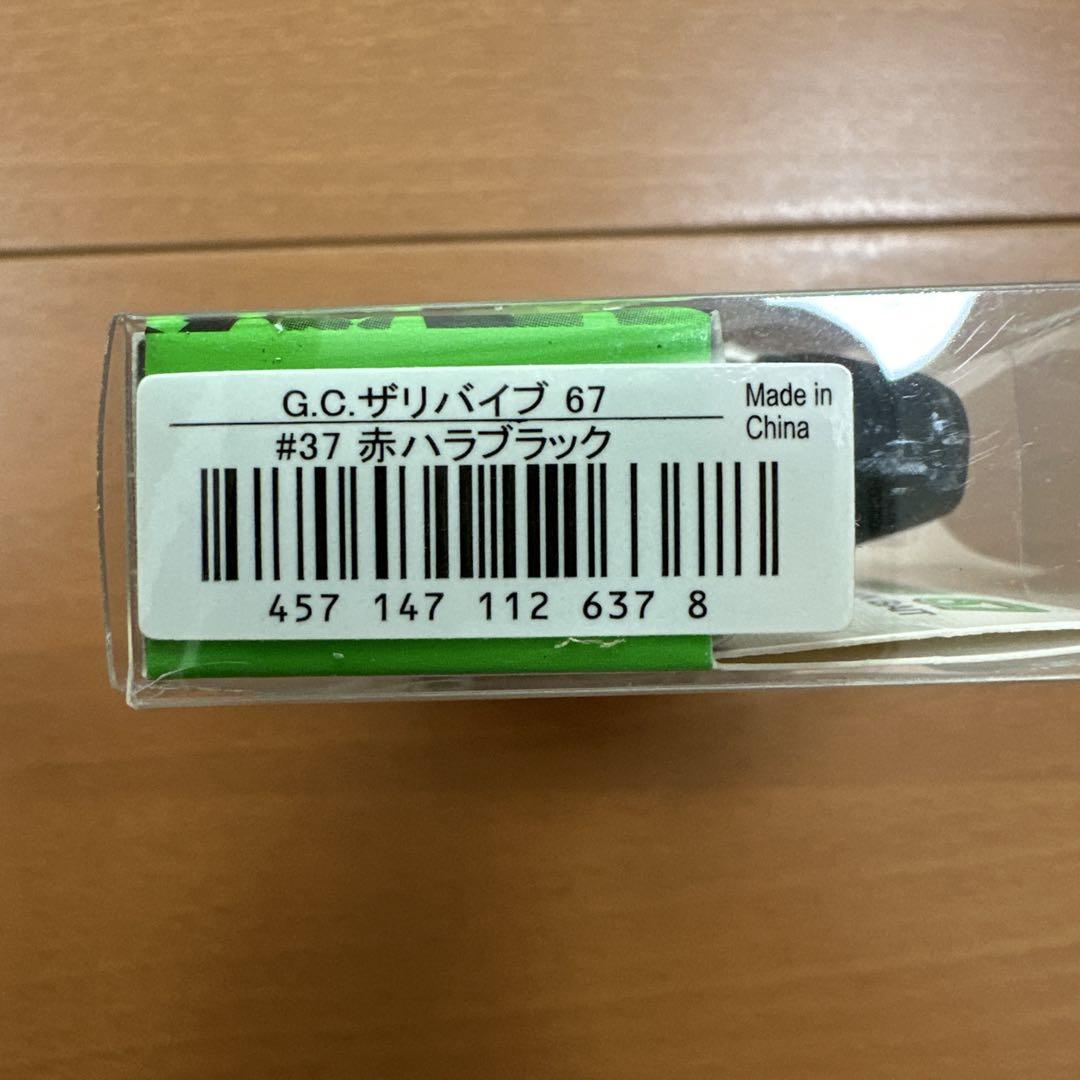 G.C.ザリバイブ 67
#37 赤ハラブラック
Made in
China
457 147 112 637 8